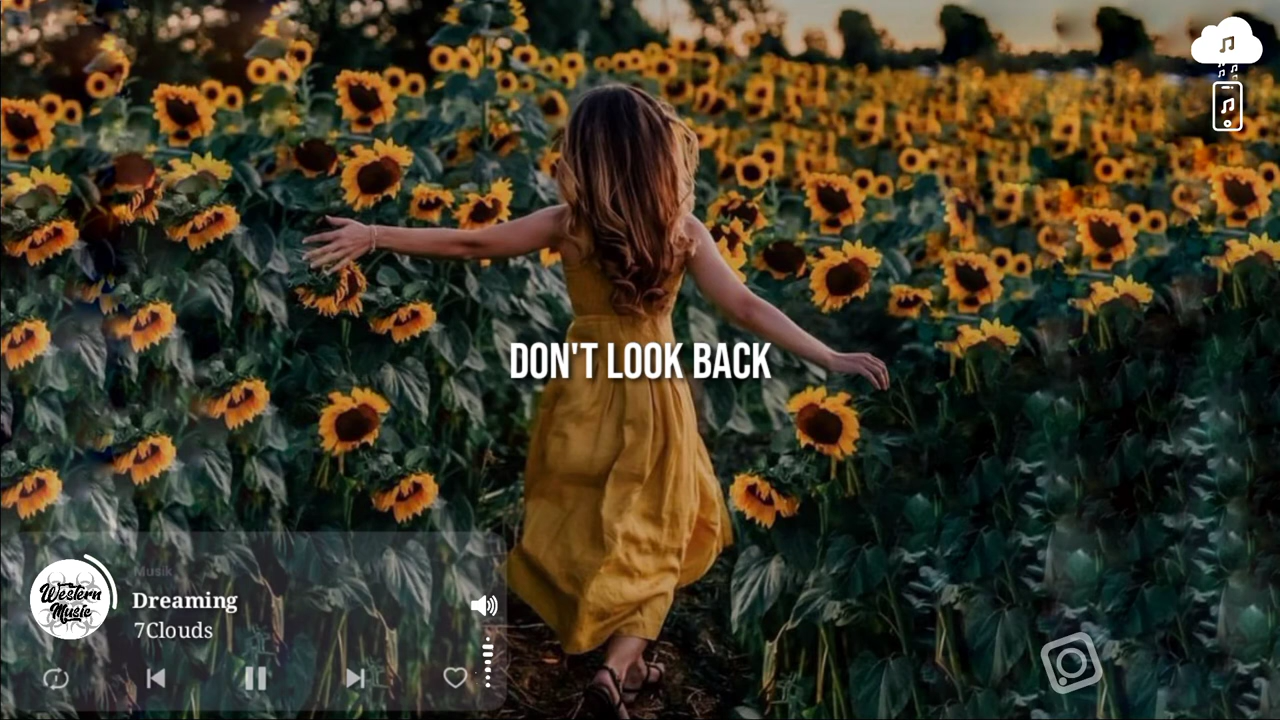 DON'T LOOK BACK
Musik
Dreaming
7Clouds
Western
Music